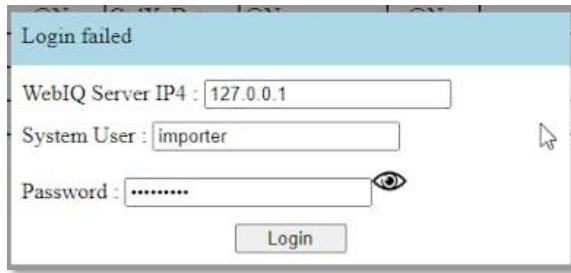 Login failed
WebIQ Server IP4 : 127.0.0.1
System User : importer
Password : •••••••••
Login